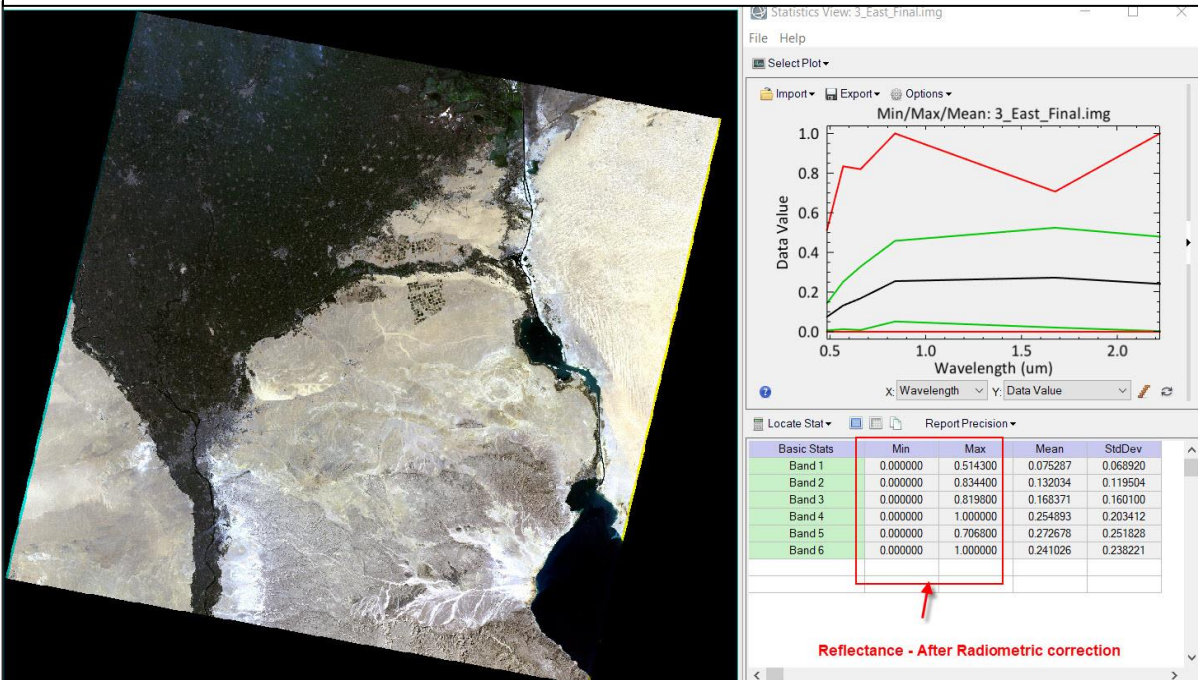 Statistics View: 3_East_Final.img
File Help
Select Plot
Import Export Options
Min/Max/Mean: 3_East_Final.img
1.0
0.8
0.6
0.4
0.2
0.0
Data Value
0.5 1.0 1.5 2.0
Wavelength (um)
X: Wavelength Y: Data Value
Locate Stat Report Precision
Basic Stats Min Max Mean StdDev
Band 1 0.000000 0.514300 0.075287 0.068920
Band 2 0.000000 0.834400 0.132034 0.119504
Band 3 0.000000 0.819800 0.168371 0.160100
Band 4 0.000000 1.000000 0.254893 0.203412
Band 5 0.000000 0.706800 0.272678 0.251828
Band 6 0.000000 1.000000 0.241026 0.238221
Reflectance - After Radiometric correction